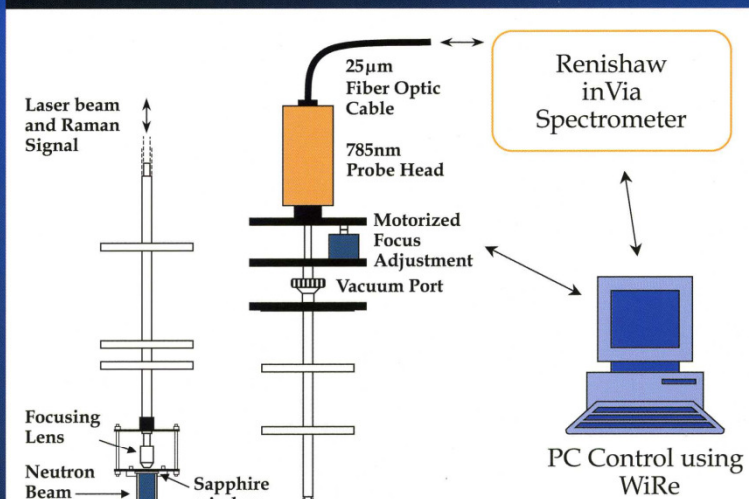 25µm
Fiber Optic
Cable
Renishaw
inVia
Spectrometer
Laser beam
and Raman
Signal
785nm
Probe Head
Motorized
Focus
Adjustment
Vacuum Port
Focusing
Lens
Neutron
Beam
Sapphire
PC Control using
WiRe